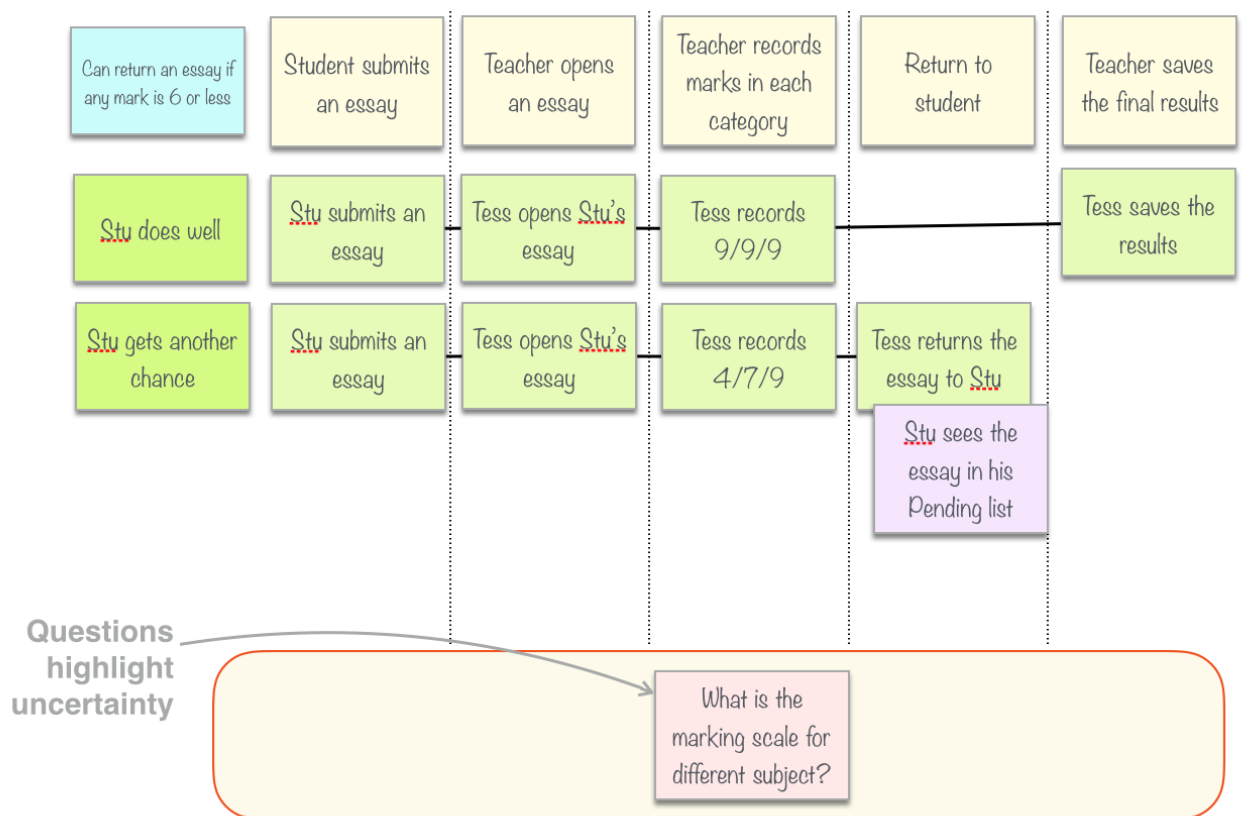 Can return an essay if
any mark is 6 or less
Student submits
an essay
Teacher opens
an essay
Teacher records
marks in each
category
Return to
student
Teacher saves
the final results
Stu does well
Stu submits an
essay
Tess opens Stu's
essay
Tess records
9/9/9
Tess saves the
results
Stu gets another
chance
Stu submits an
essay
Tess opens Stu's
essay
Tess records
4/7/9
Tess returns the
essay to Stu
Stu sees the
essay in his
Pending list
Questions
highlight
uncertainty
What is the
marking scale for
different subject?